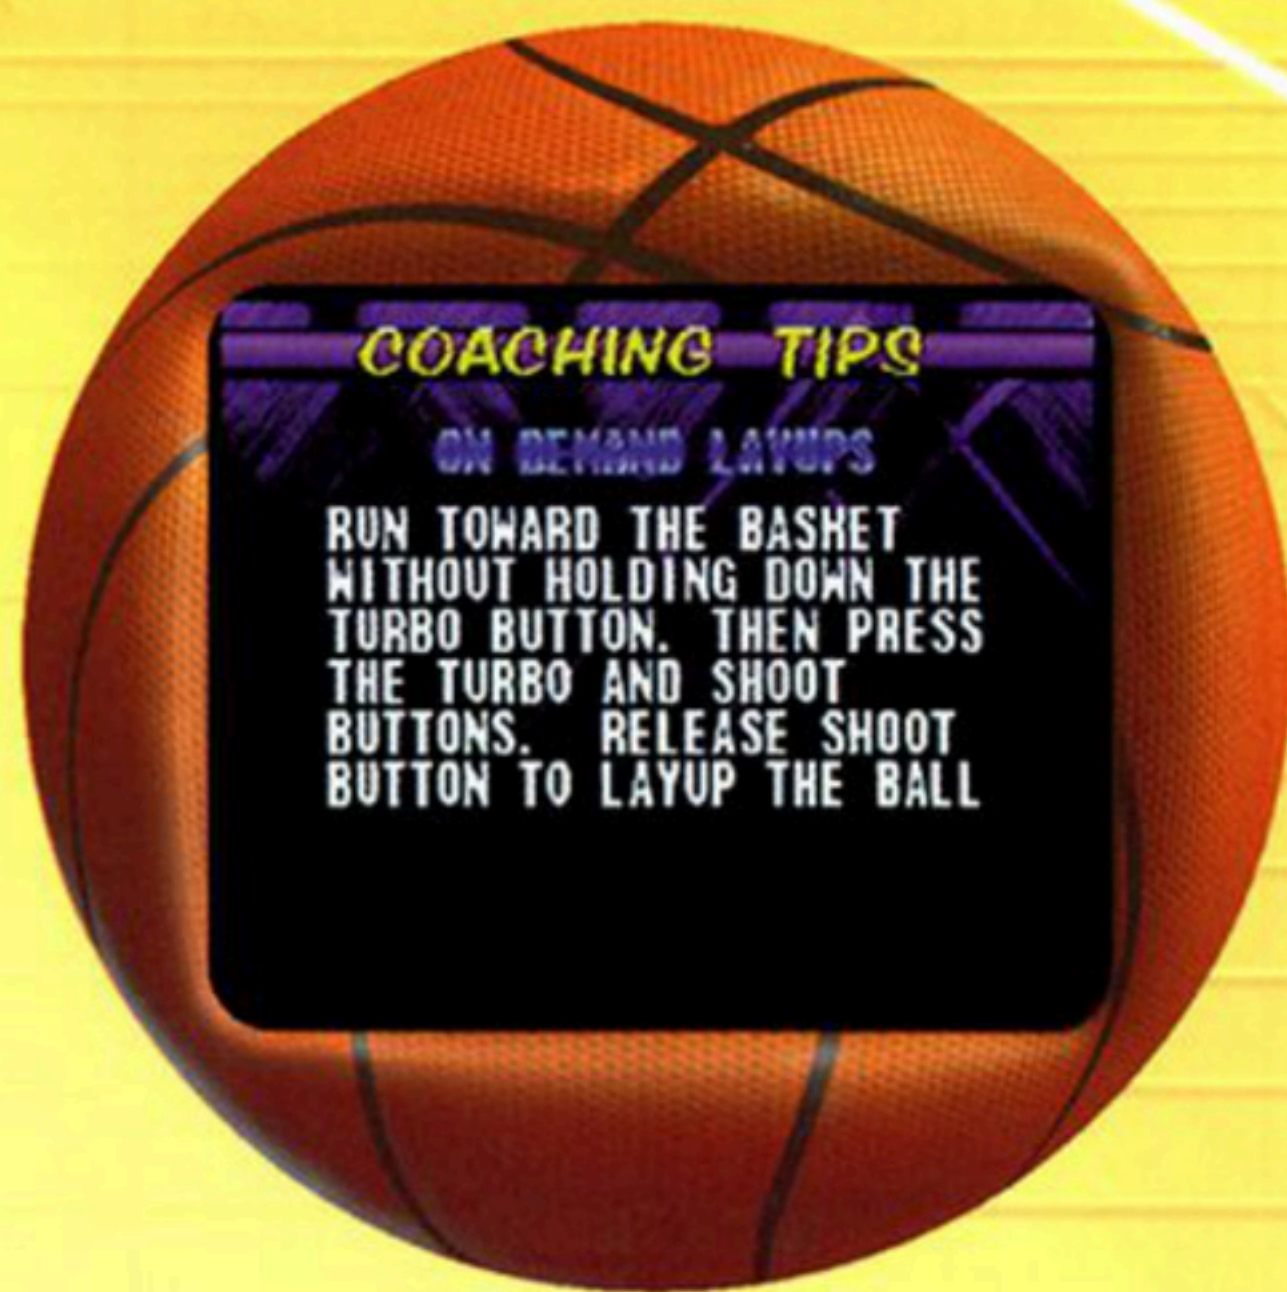 COACHING TIPS
ON DEMAND LAYUPS
RUN TOWARD THE BASKET
WITHOUT HOLDING DOWN THE
TURBO BUTTON. THEN PRESS
THE TURBO AND SHOOT
BUTTONS. RELEASE SHOOT
BUTTON TO LAYUP THE BALL